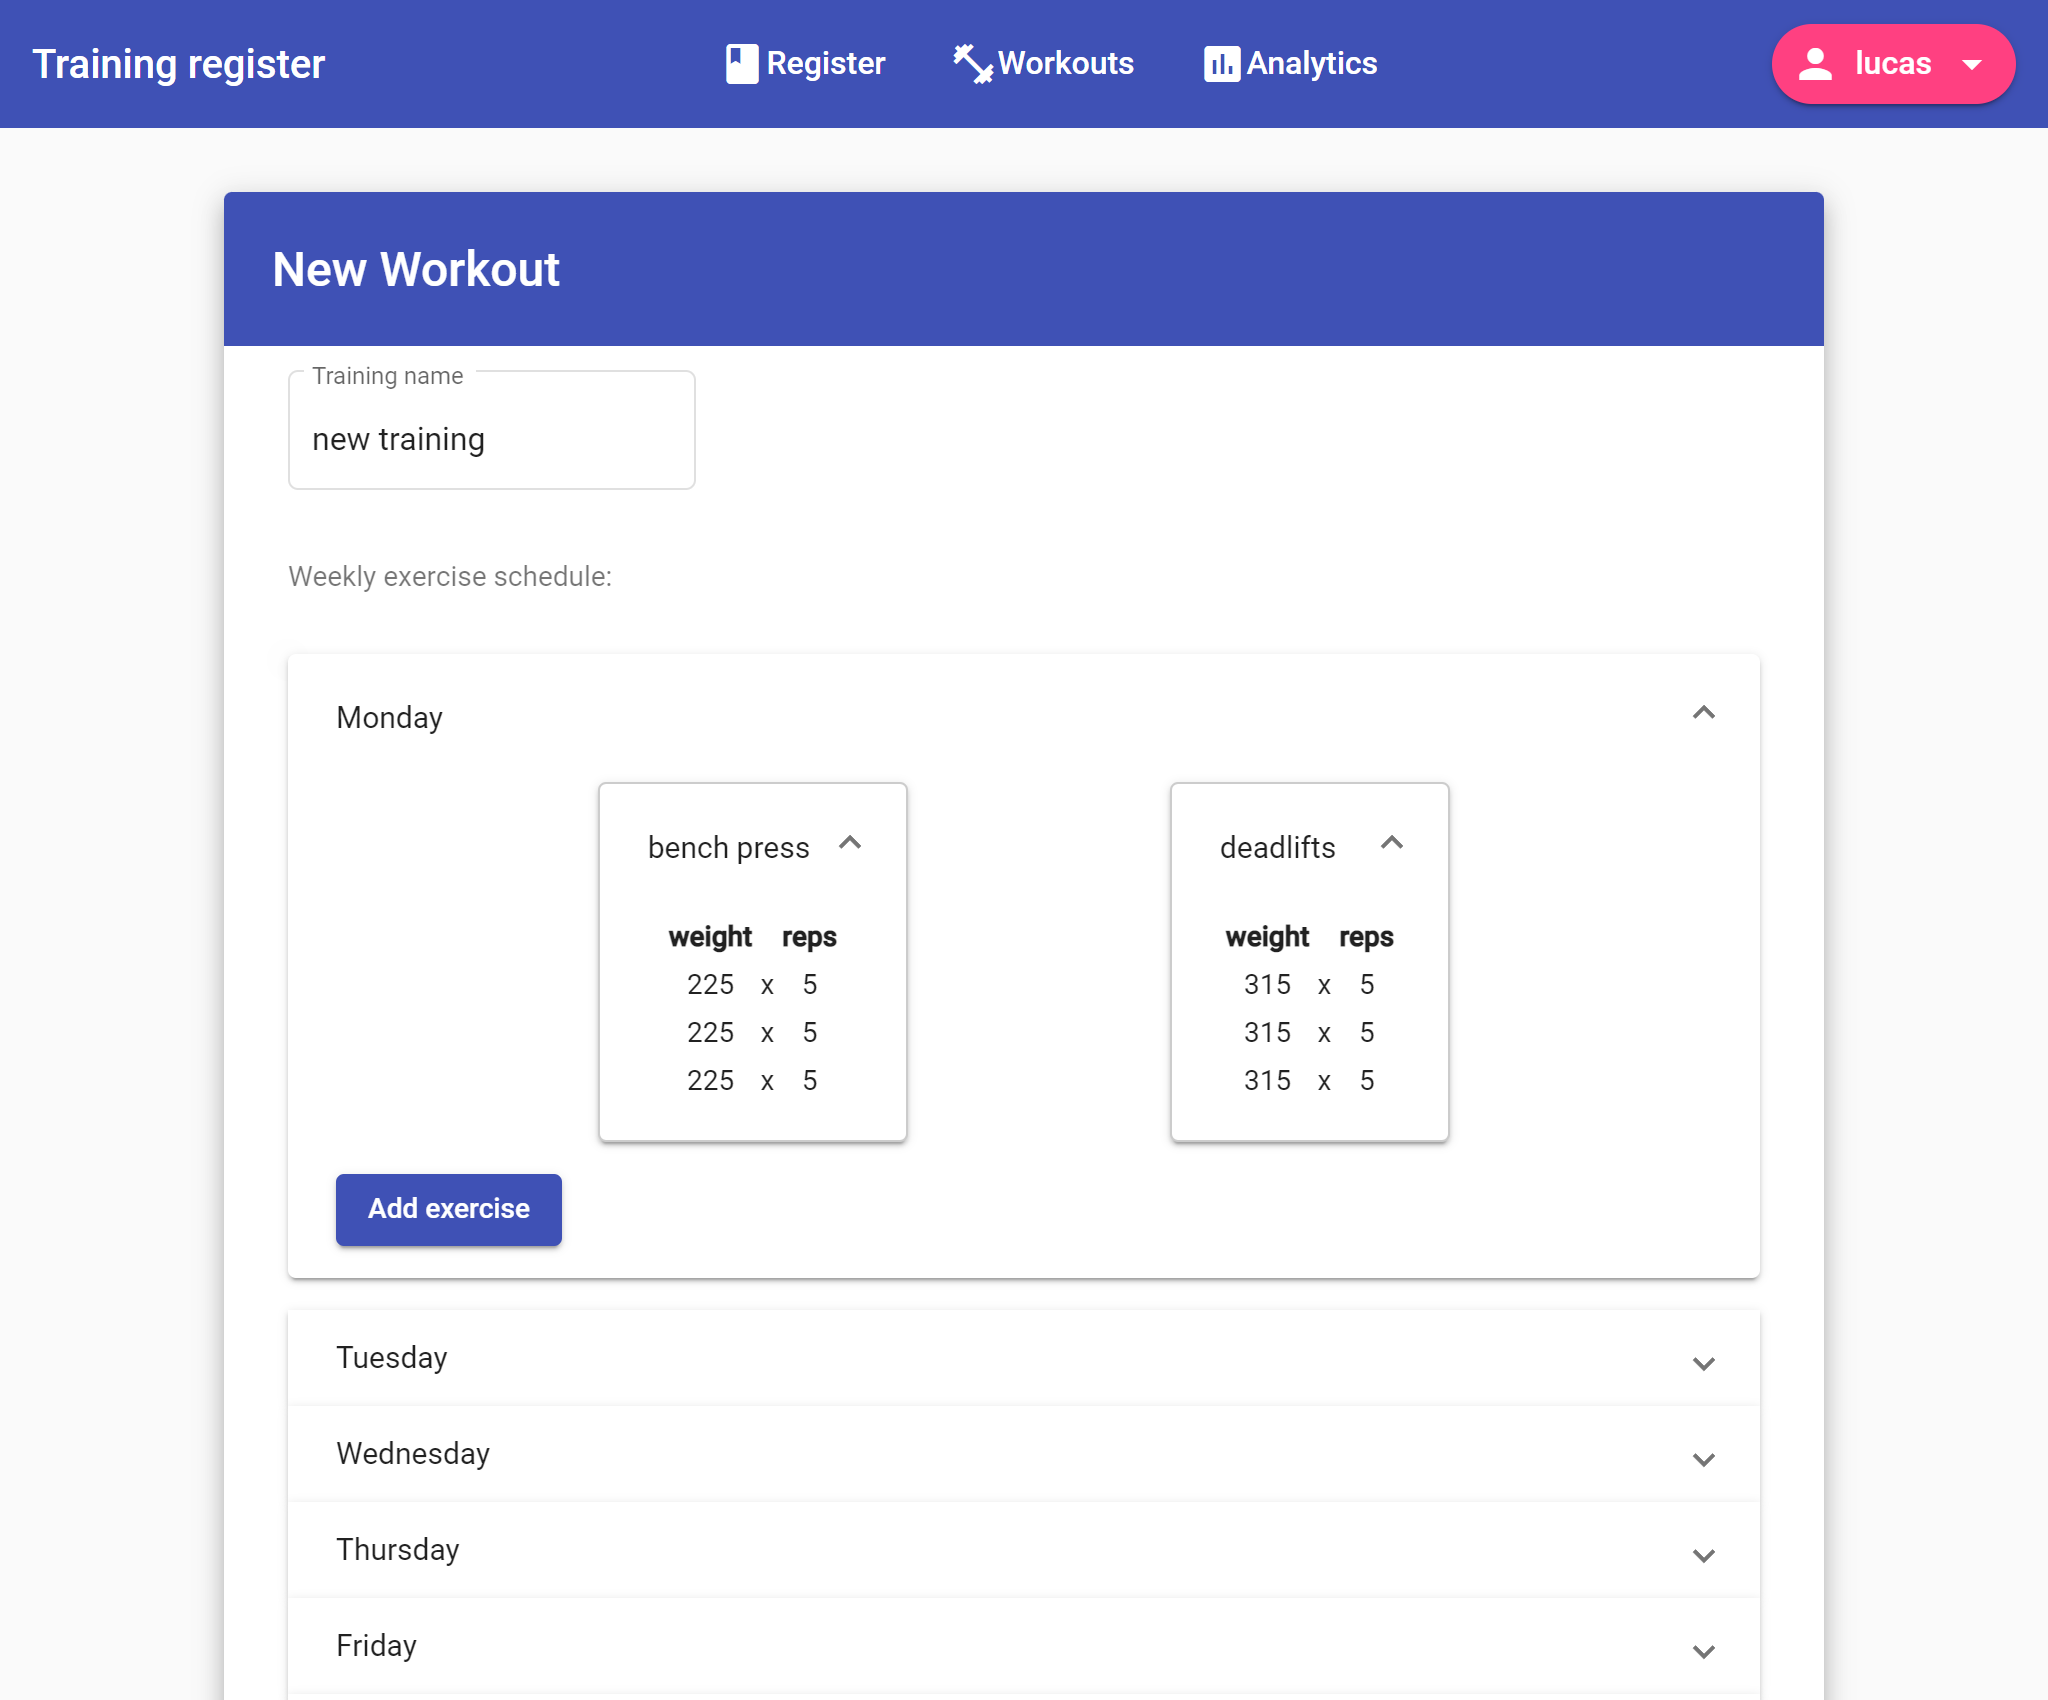 Training register
Register
Workouts
Analytics
lucas
New Workout
Training name
new training
Weekly exercise schedule:
Monday
bench press
weight reps
225 x 5
225 x 5
225 x 5
deadlifts
weight reps
315 x 5
315 x 5
315 x 5
Add exercise
Tuesday
Wednesday
Thursday
Friday